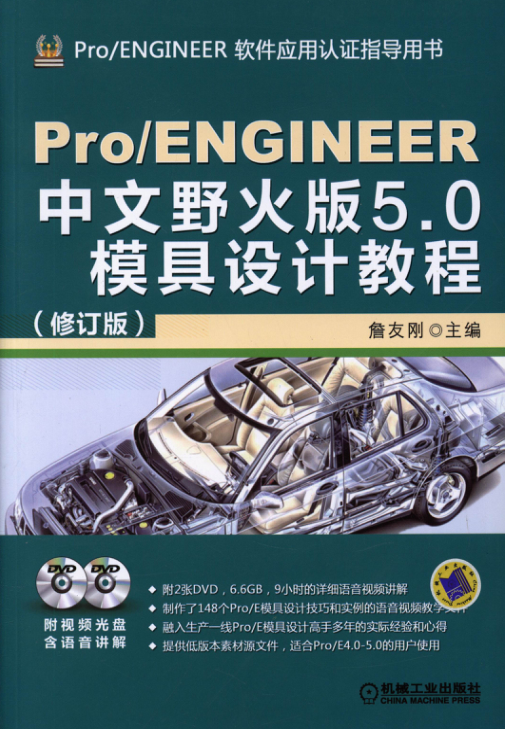 Pro/ENGINEER 软件应用认证指导用书
Pro/ENGINEER
中文野火版5.0
模具设计教程
(修订版)
詹友刚◎主编
DVD DVD
附视频光盘
含语音讲解
◆ 附2张DVD，6.6GB，9小时的详细语音视频讲解
◆ 制作了148个Pro/E模具设计技巧和实例的语音视频教学文件
◆ 融入生产一线Pro/E模具设计高手多年的实际经验和心得
◆ 提供低版本素材源文件，适合Pro/E4.0-5.0的用户使用
机械工业出版社
CHINA MACHINE PRESS